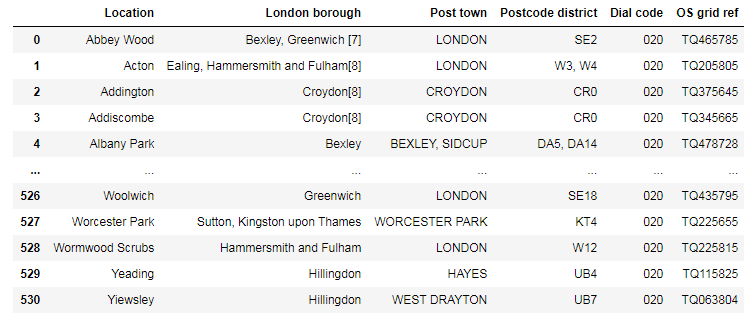 Location London borough Post town Postcode district Dial code OS grid ref
0 Abbey Wood Bexley, Greenwich [7] LONDON SE2 020 TQ465785
1 Acton Ealing, Hammersmith and Fulham[8] LONDON W3, W4 020 TQ205805
2 Addington Croydon[8] CROYDON CR0 020 TQ375645
3 Addiscombe Croydon[8] CROYDON CR0 020 TQ345665
4 Albany Park Bexley BEXLEY, SIDCUP DA5, DA14 020 TQ478728
... ... ... ... ... ... ...
526 Woolwich Greenwich LONDON SE18 020 TQ435795
527 Worcester Park Sutton, Kingston upon Thames WORCESTER PARK KT4 020 TQ225655
528 Wormwood Scrubs Hammersmith and Fulham LONDON W12 020 TQ225815
529 Yeading Hillingdon HAYES UB4 020 TQ115825
530 Yiewsley Hillingdon WEST DRAYTON UB7 020 TQ063804